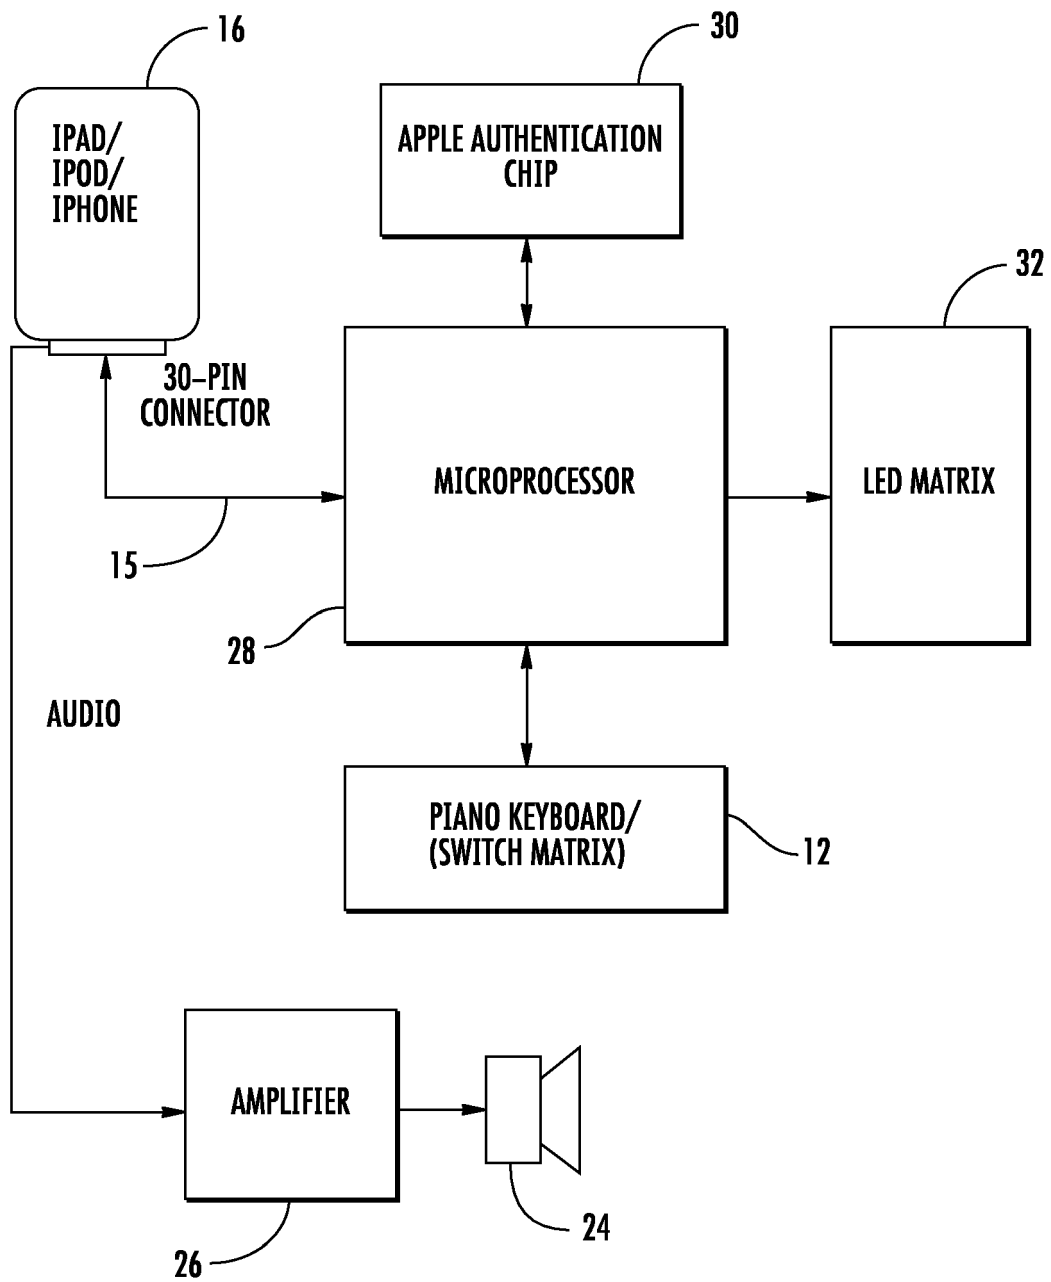 16
30
IPAD/
IPOD/
IPHONE
APPLE AUTHENTICATION
CHIP
32
30-PIN
CONNECTOR
MICROPROCESSOR
LED MATRIX
15
28
AUDIO
PIANO KEYBOARD/
(SWITCH MATRIX)
12
AMPLIFIER
24
26